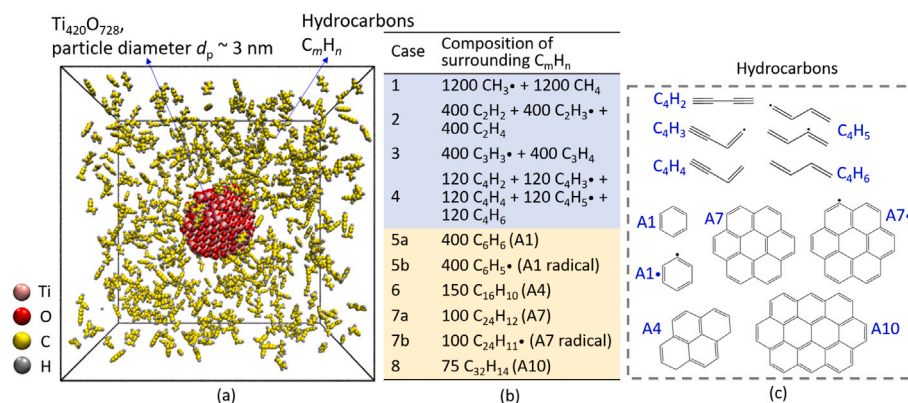 Ti420O728,
particle diameter dp ~ 3 nm
Hydrocarbons
CmHn
Ti
O
C
H
(a)
Case
Composition of
surrounding CmHn
1
1200 CH3• + 1200 CH4
2
400 C2H2 + 400 C2H3• +
400 C2H4
3
400 C3H3• + 400 C3H4
4
120 C4H2 + 120 C4H3• +
120 C4H4 + 120 C4H5• +
120 C4H6
5a
400 C6H6 (A1)
5b
400 C6H5• (A1 radical)
6
150 C16H10 (A4)
7a
100 C24H12 (A7)
7b
100 C24H11• (A7 radical)
8
75 C32H14 (A10)
(b)
Hydrocarbons
C4H2
C4H3
C4H5
C4H4
C4H6
A1
A7
A7•
A1•
A4
A10
(c)